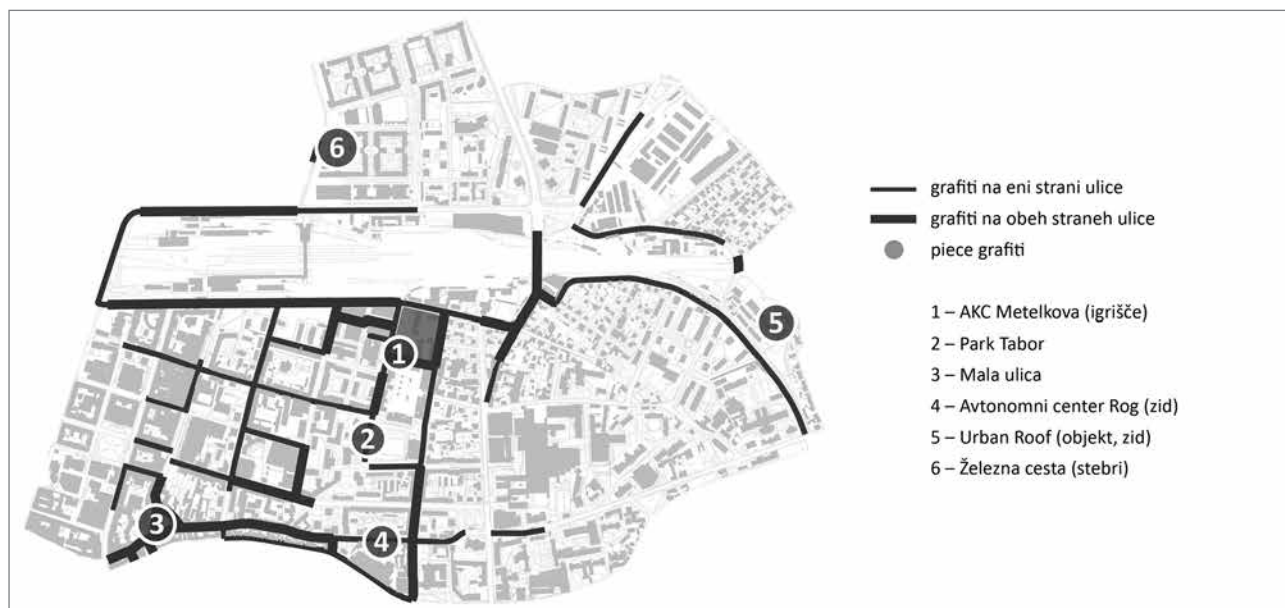 6
1
5
2
3
4
grafiti na eni strani ulice
grafiti na obeh straneh ulice
piece grafiti
1 – AKC Metelkova (igrišče)
2 – Park Tabor
3 – Mala ulica
4 – Avtonomni center Rog (zid)
5 – Urban Roof (objekt, zid)
6 – Železna cesta (stebri)